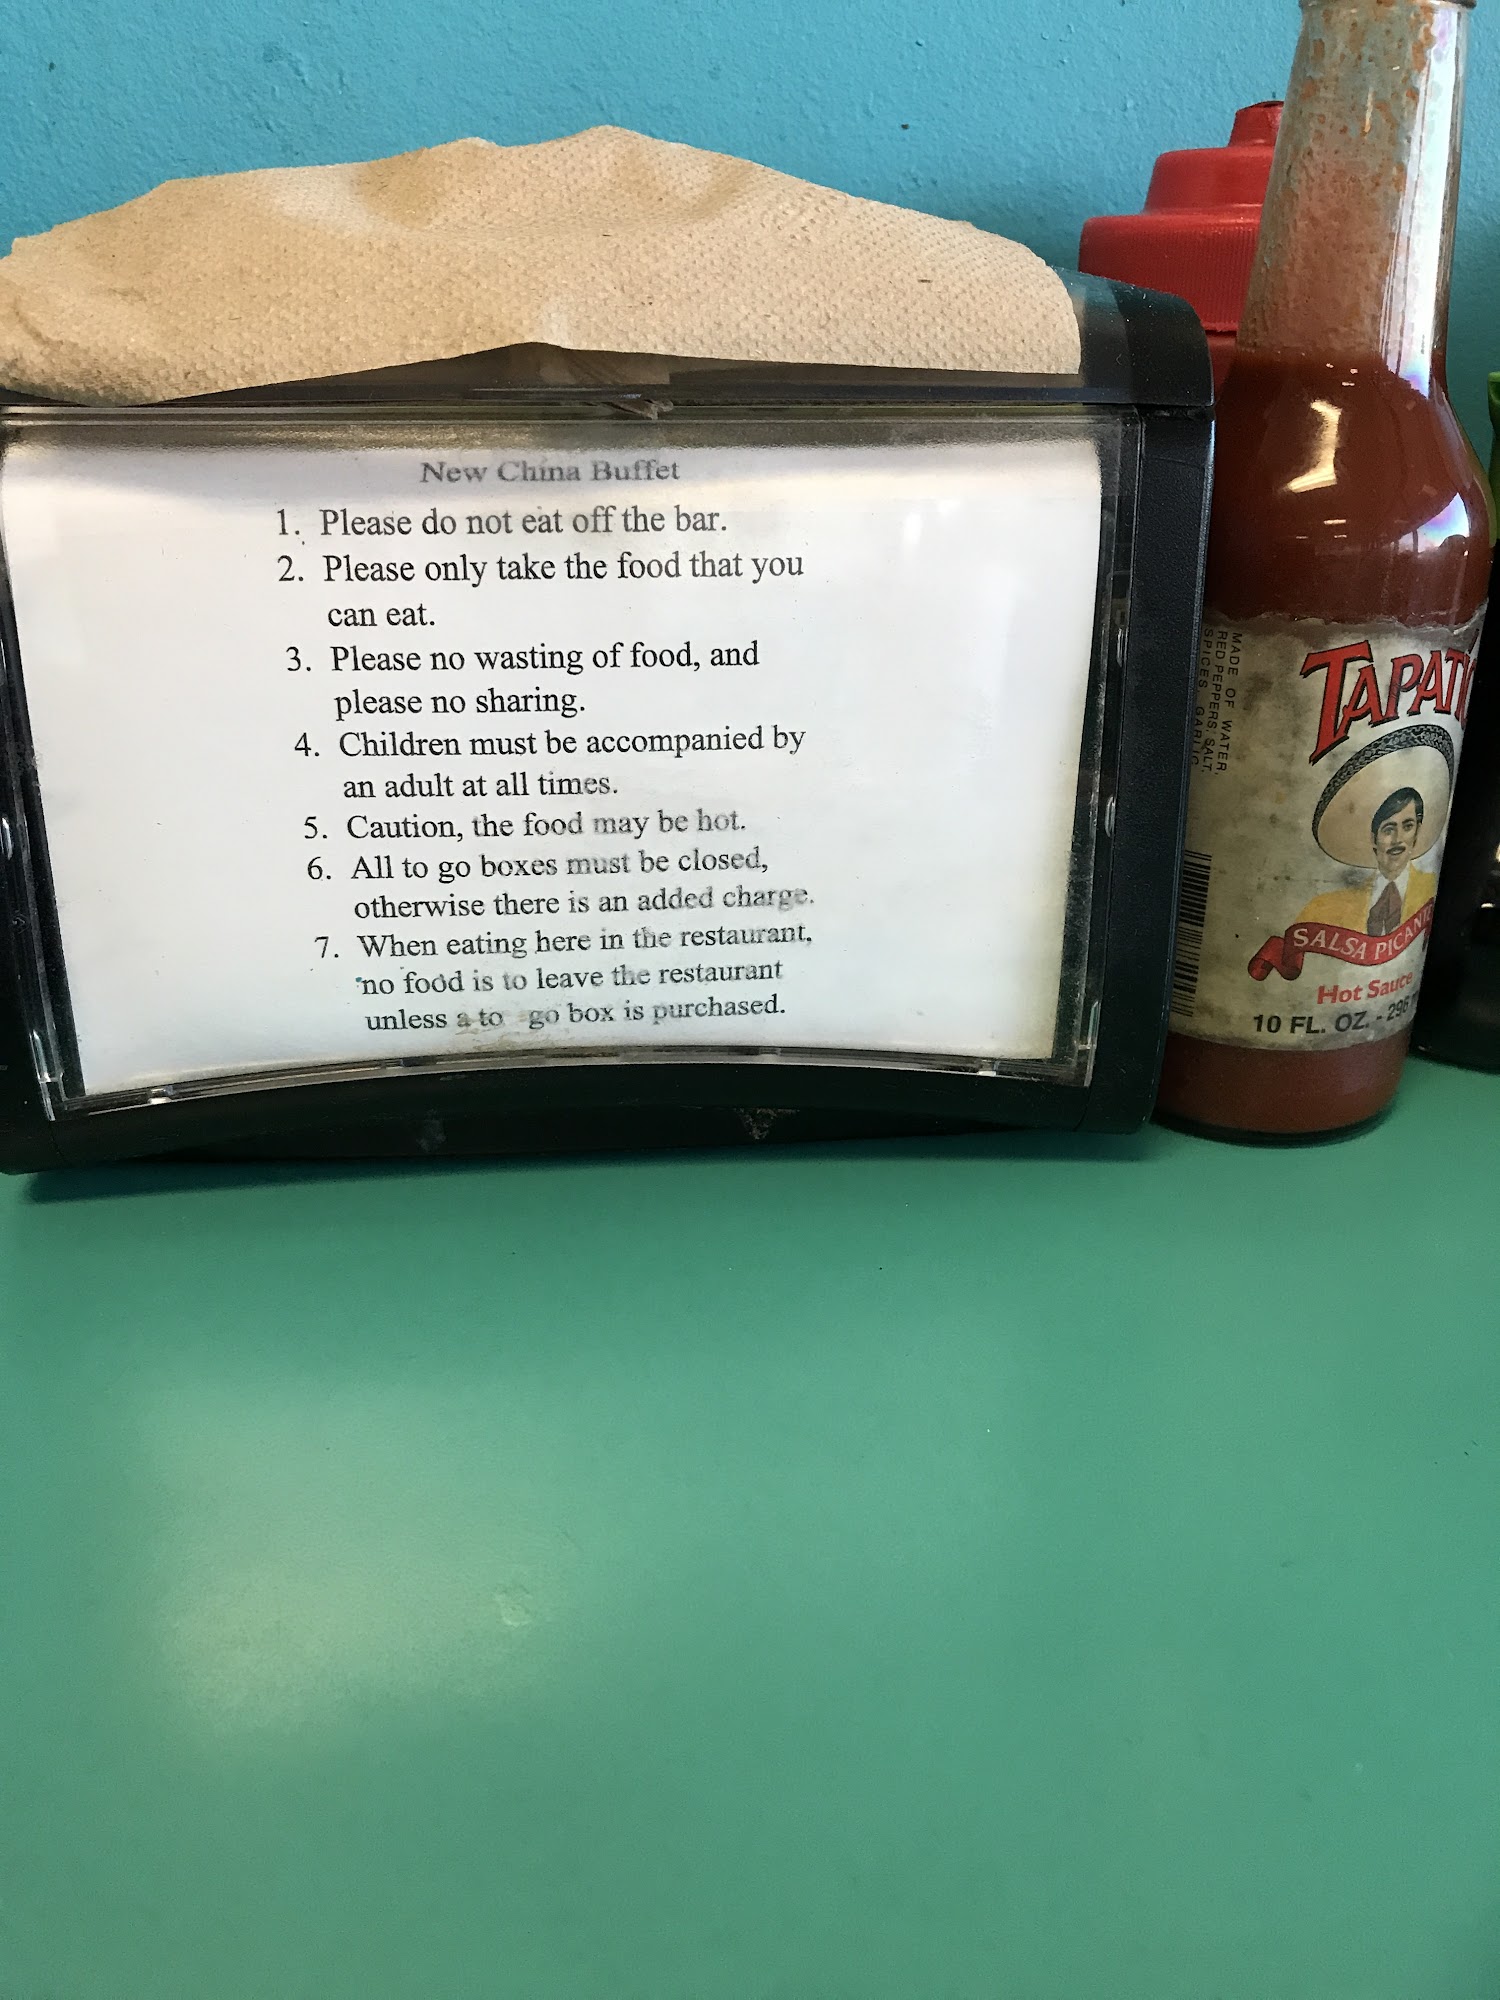 New China Buffet
1. Please do not eat off the bar.
2. Please only take the food that you
can eat.
3. Please no wasting of food, and
please no sharing.
4. Children must be accompanied by
an adult at all times.
5. Caution, the food may be hot.
6. All to go boxes must be closed,
otherwise there is an added charge.
7. When eating here in the restaurant,
no food is to leave the restaurant
unless a to go box is purchased.
MADE OF WATER,
RED PEPPERS, SALT,
SPICES, GARLIC
TAPATÍ
SALSA PICANT
Hot Sauce
10 FL. OZ. - 296